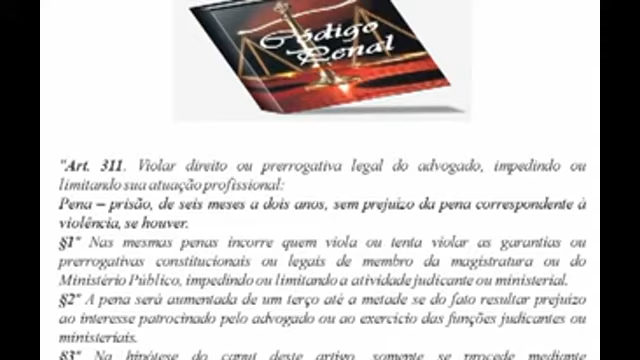 Código
Penal
"Art. 311. Violar direito ou prerrogativa legal do advogado, impedindo ou
limitando sua atuação profissional:
Pena – prisão, de seis meses a dois anos, sem prejuízo da pena correspondente à
violência, se houver.
§1º Nas mesmas penas incorre quem viola ou tenta violar as garantias ou
prerrogativas constitucionais ou legais de membro da magistratura ou do
Ministério Público, impedindo ou limitando a atividade judicante ou ministerial.
§2º A pena será aumentada de um terço até a metade se do fato resultar prejuízo
ao interesse patrocinado pelo advogado ou ao exercício das funções judicantes ou
ministeriais.
§3º Na hipótese do caput deste artigo, somente se procede mediante